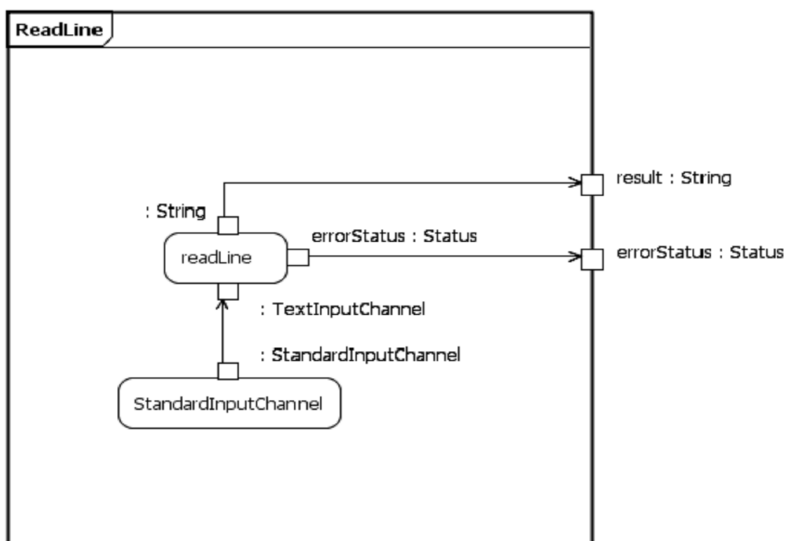 ReadLine
result : String
: String
errorStatus : Status
errorStatus : Status
readLine
: TextInputChannel
: StandardInputChannel
StandardInputChannel